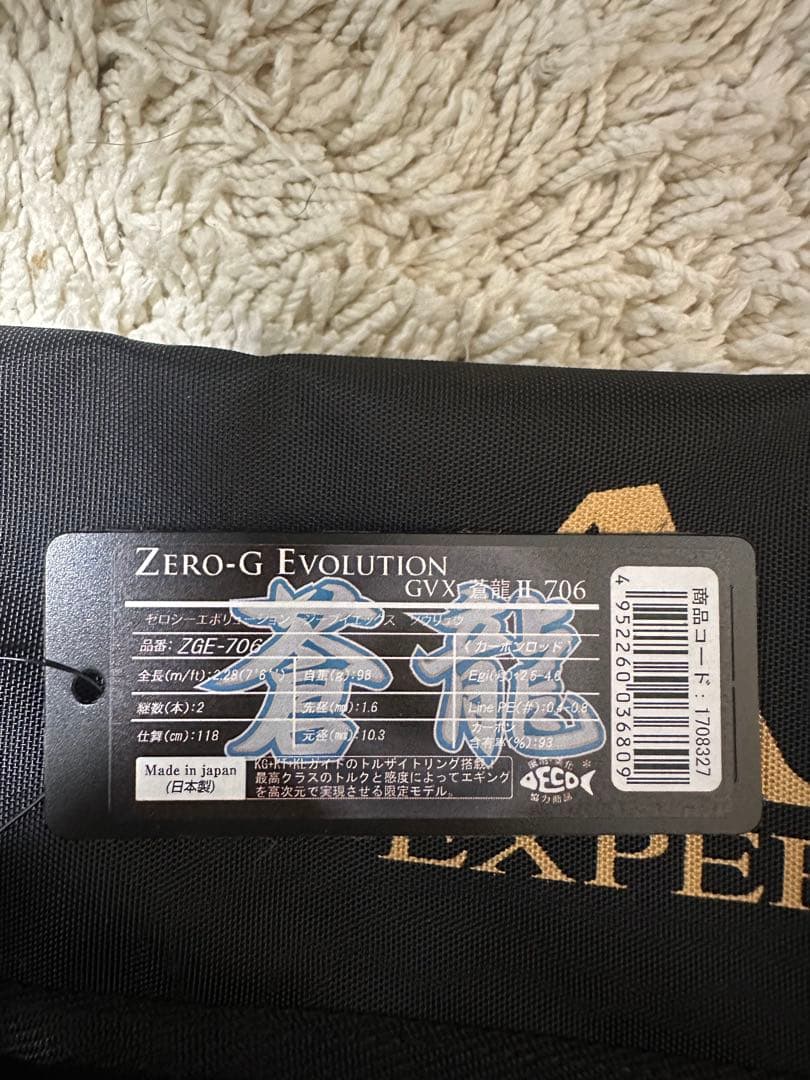 ZERO-G EVOLUTION
GVX 蒼龍 II 706
ゼロジーエボリューション ジーブイエックス ソウリュウ
品番: ZGE-706 (カーボンロッド)
全長(m/ft): 2.28(7'6") 自重(g): 98 Egi(号): 2.5-4.0
継数(本): 2 先径(mm): 1.6 Line PE(#): 0.4-0.8
仕舞(cm): 118 元径(mm): 10.3 カーボン含有率(%): 93
蒼龍
Made in japan
(日本製)
KG+KT-KLガイドのトルザイトリング搭載。
最高クラスのトルクと感度によってエギング
を高次元で実現させる限定モデル。
ECO
協力商品
商品コード: 1708327
4952260036809
EXPER